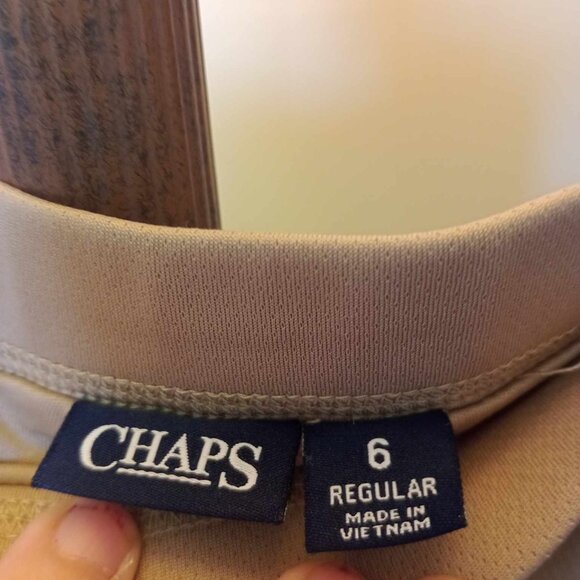 CHAPS
6
REGULAR
MADE IN
VIETNAM